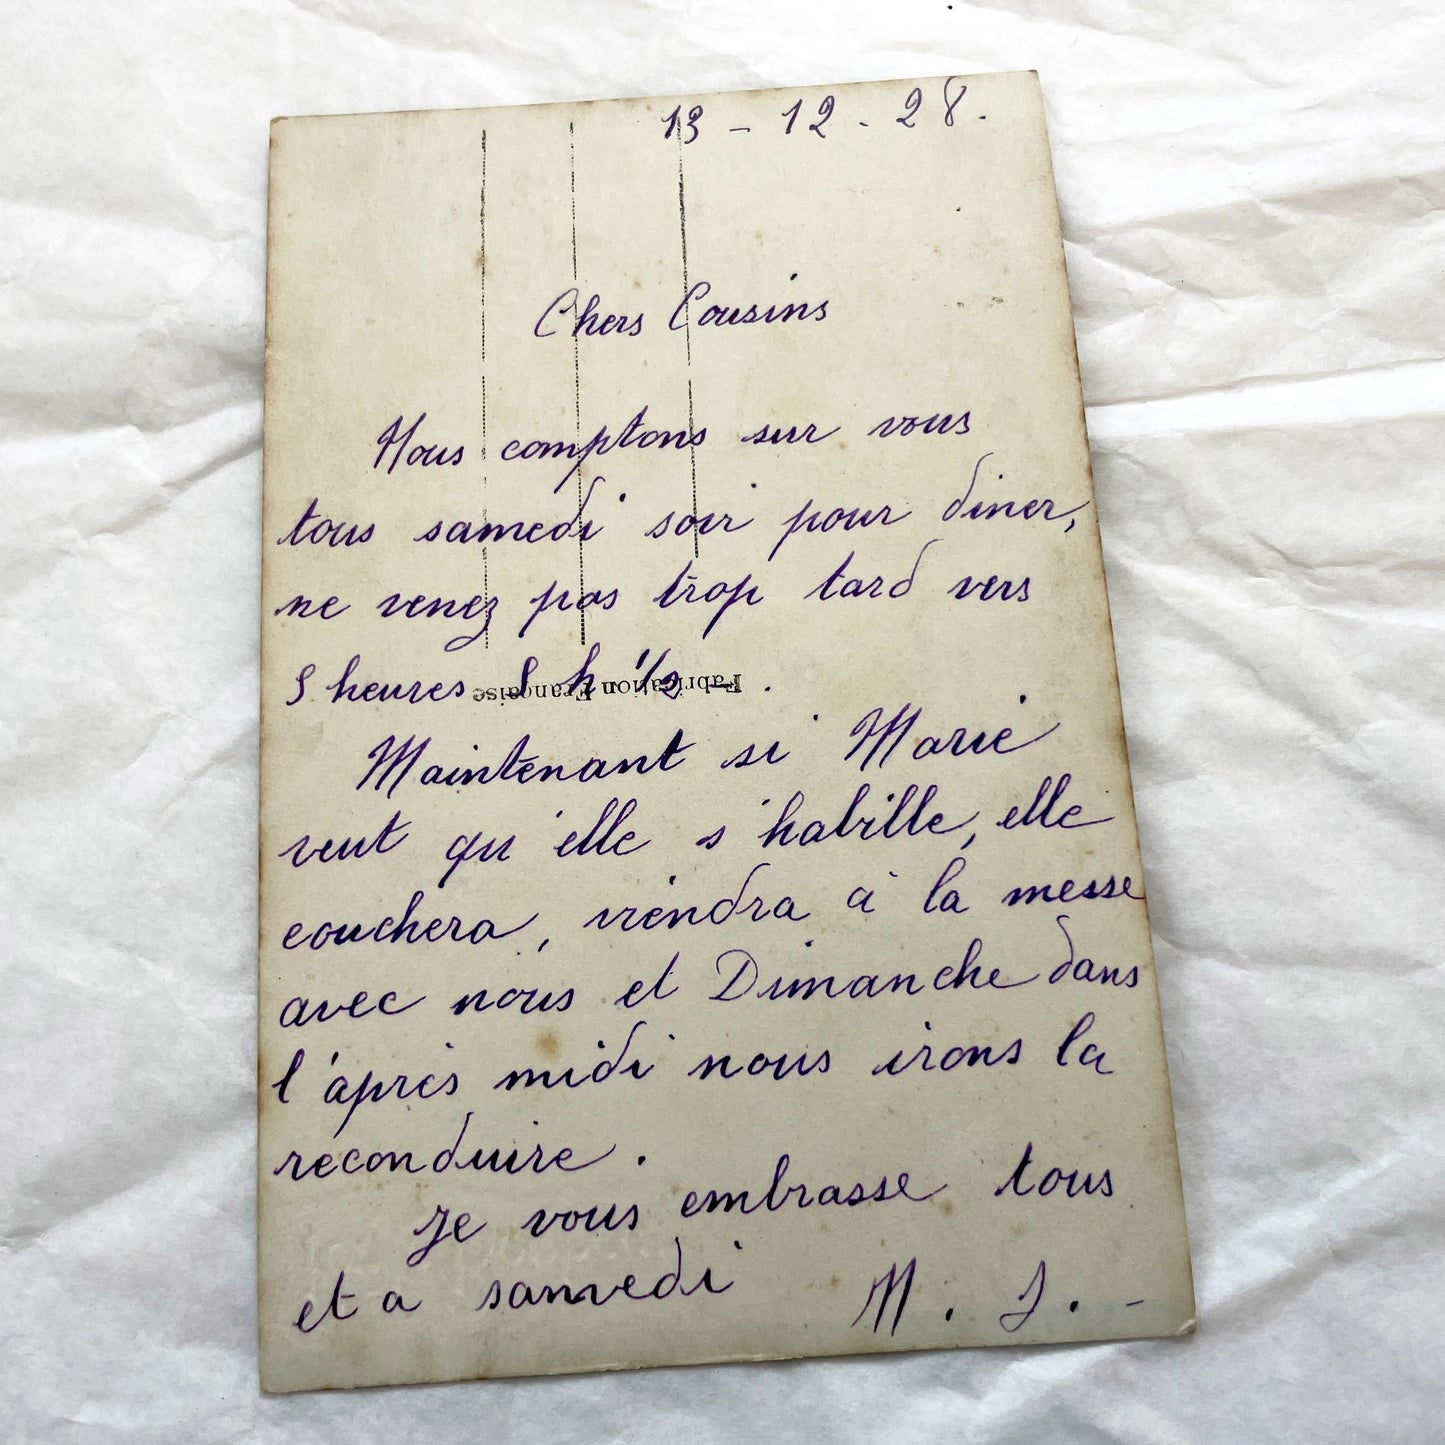 13 - 12 - 28.
Chers Cousins
Nous comptons sur vous
tous samedi soir pour diner,
ne venez pas trop tard vers
heures h 1/2 - .
Fabrication Française
Maintenant si Marie
veut qu'elle s'habille, elle
couchera, viendra à la messe
avec nous et Dimanche dans
l'après midi nous irons la
reconduire.
Je vous embrasse tous
et a samedi
M. J. -